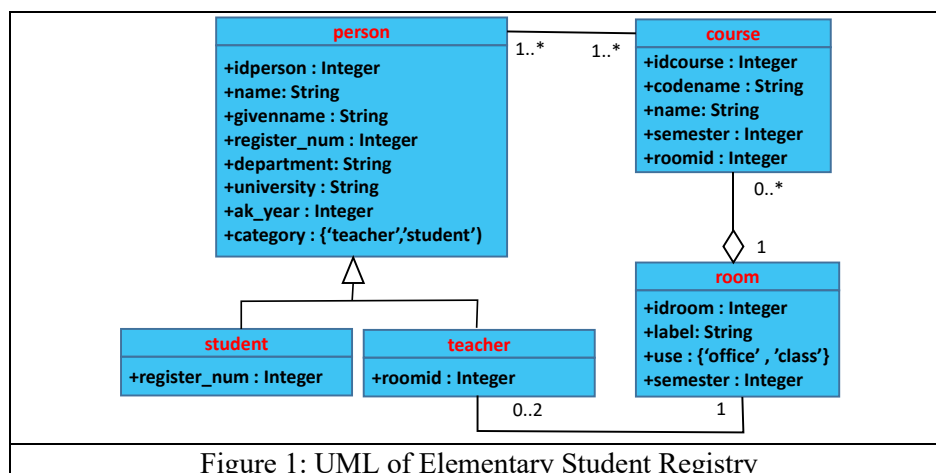 person
+idperson : Integer
+name: String
+givenname : String
+register_num : Integer
+department: String
+university : String
+ak_year : Integer
+category : {‘teacher’,’student’)
1..*
1..*
course
+idcourse : Integer
+codename : String
+name: String
+semester : Integer
+roomid : Integer
0..*
1
room
+idroom : Integer
+label: String
+use : {‘office’ , ’class’}
+semester : Integer
student
+register_num : Integer
teacher
+roomid : Integer
0..2
1
Figure 1: UML of Elementary Student Registry